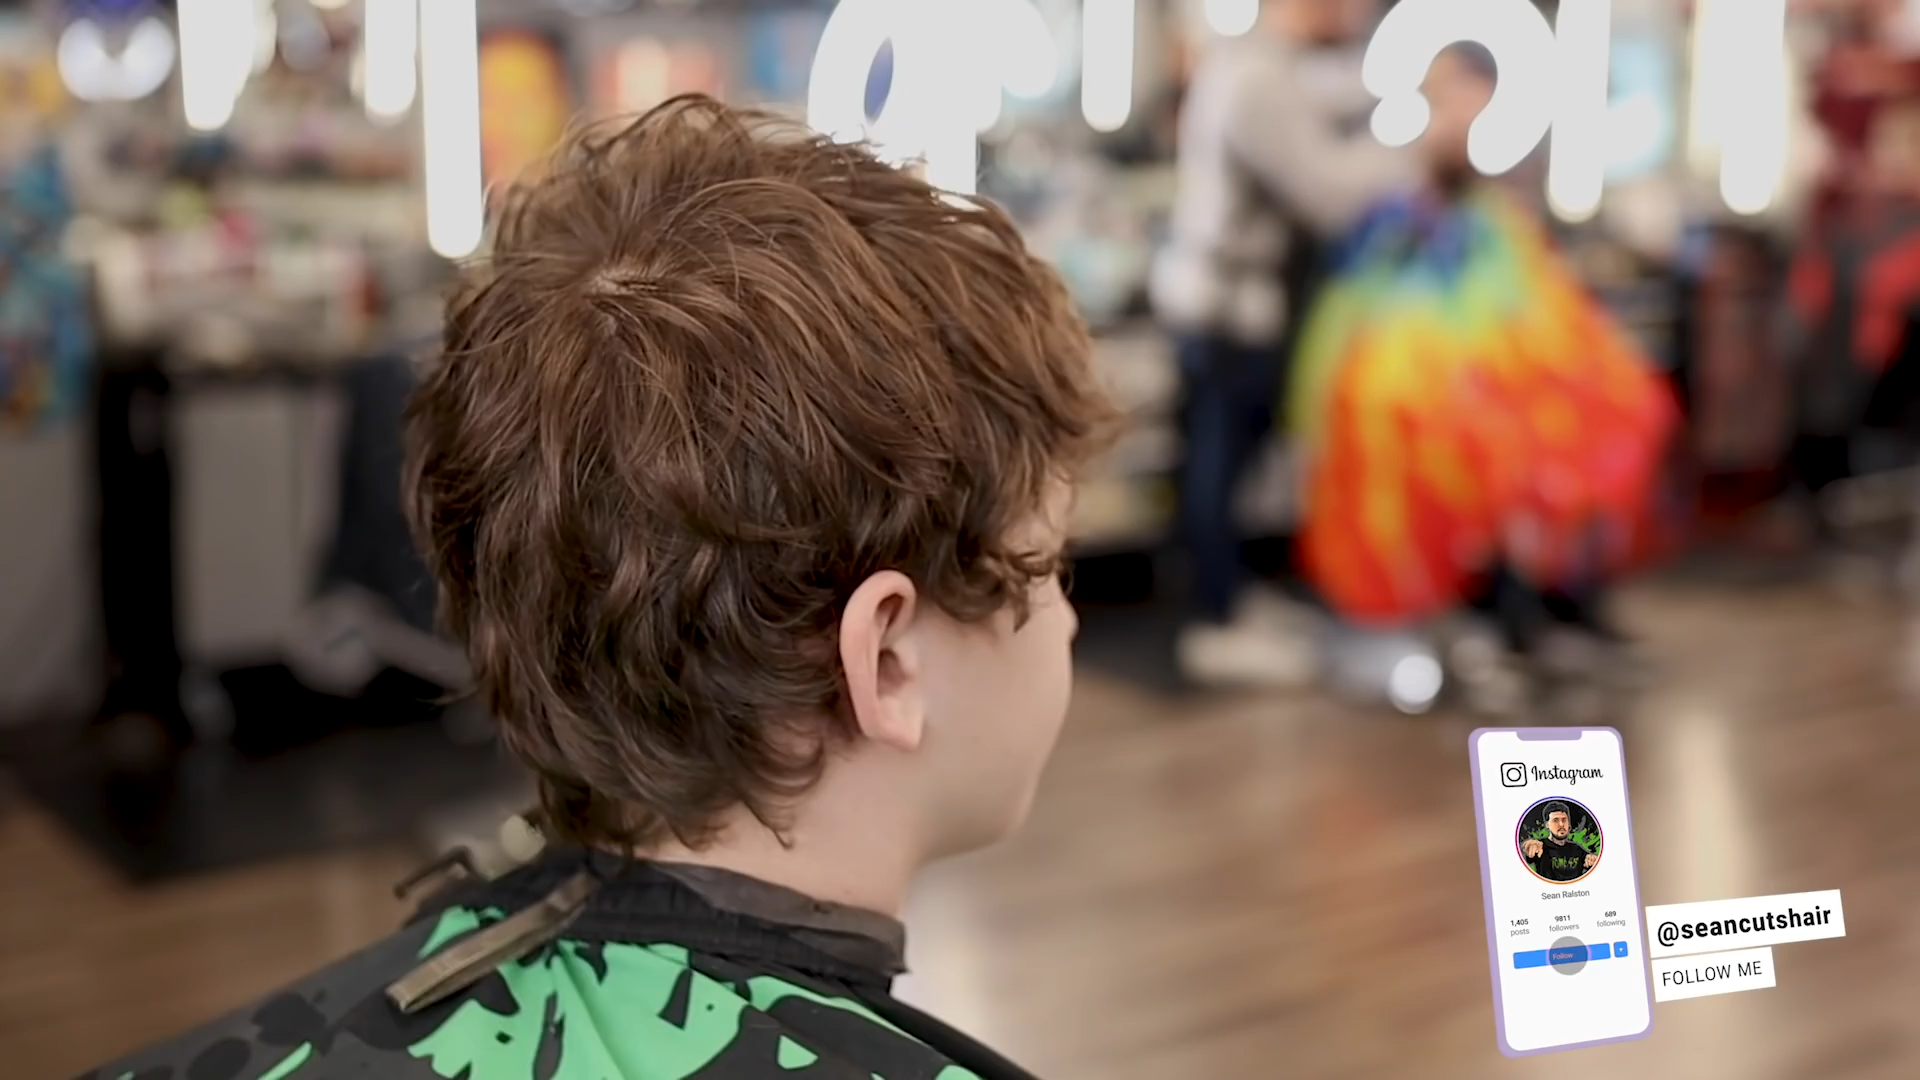 Instagram
Sean Ralston
1,405 9811 689
posts followers following
Follow
@seancutshair
FOLLOW ME